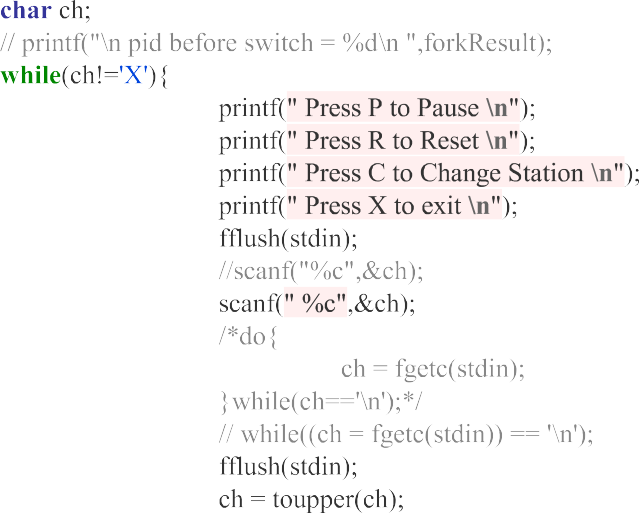 char ch;
// printf("\n pid before switch = %d\n ",forkResult);
while(ch!='X'){
printf(" Press P to Pause \n");
printf(" Press R to Reset \n");
printf(" Press C to Change Station \n");
printf(" Press X to exit \n");
fflush(stdin);
//scanf("%c",&ch);
scanf(" %c",&ch);
/*do{
ch = fgetc(stdin);
}while(ch=='\n');*/
// while((ch = fgetc(stdin)) == '\n');
fflush(stdin);
ch = toupper(ch);